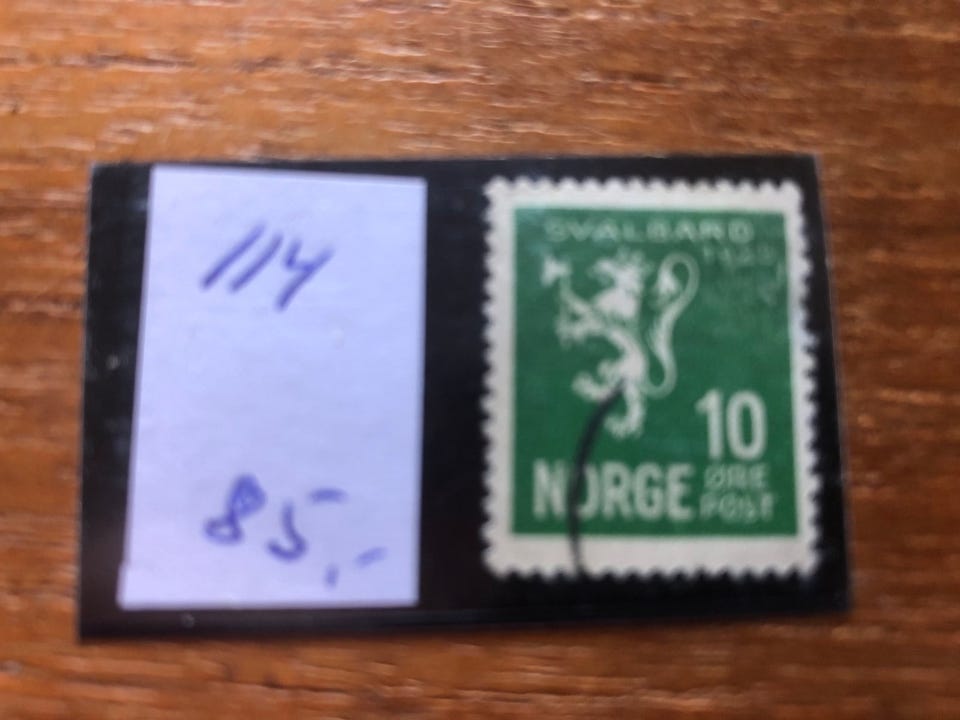 114
85,-
SVALBARD
10
NORGE
ØRE
POST